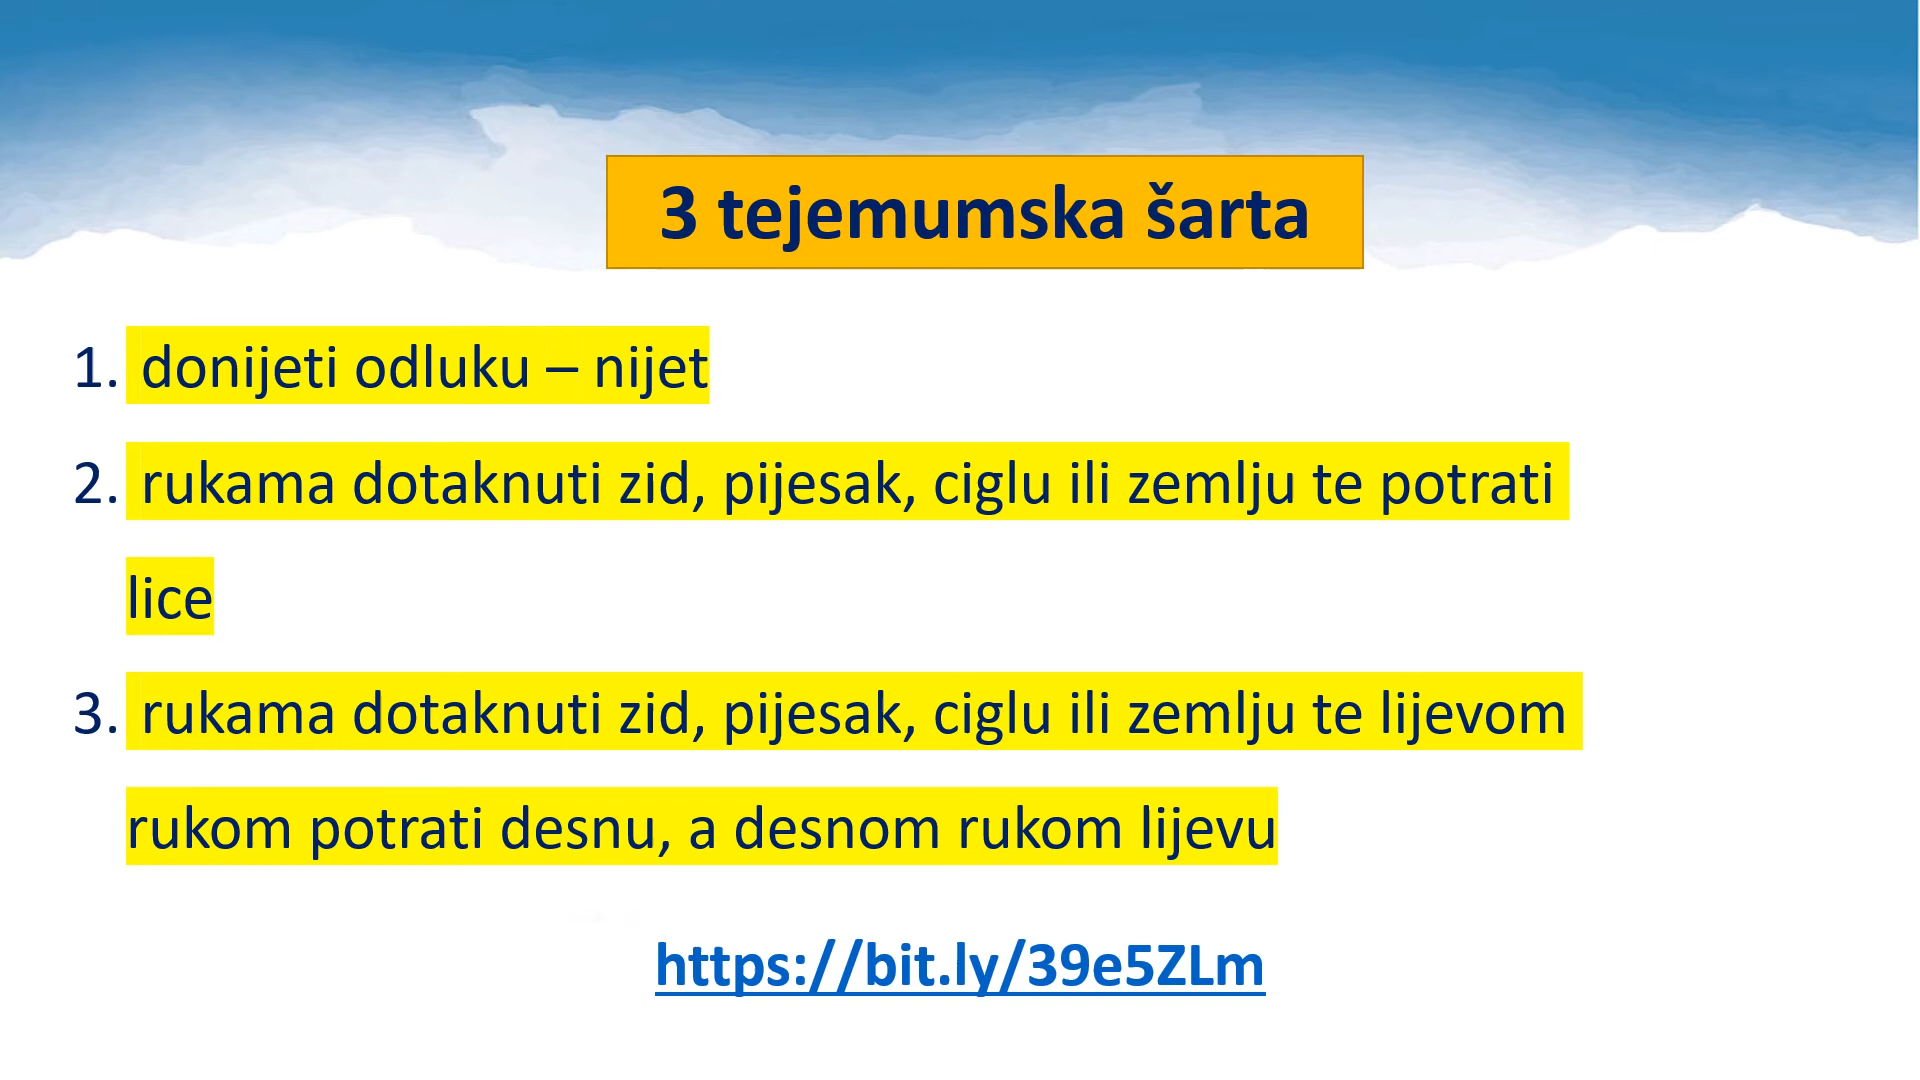 3 tejemumska šarta
1. donijeti odluku – nijet
2. rukama dotaknuti zid, pijesak, ciglu ili zemlju te potrati
lice
3. rukama dotaknuti zid, pijesak, ciglu ili zemlju te lijevom
rukom potrati desnu, a desnom rukom lijevu
https://bit.ly/39e5ZLm